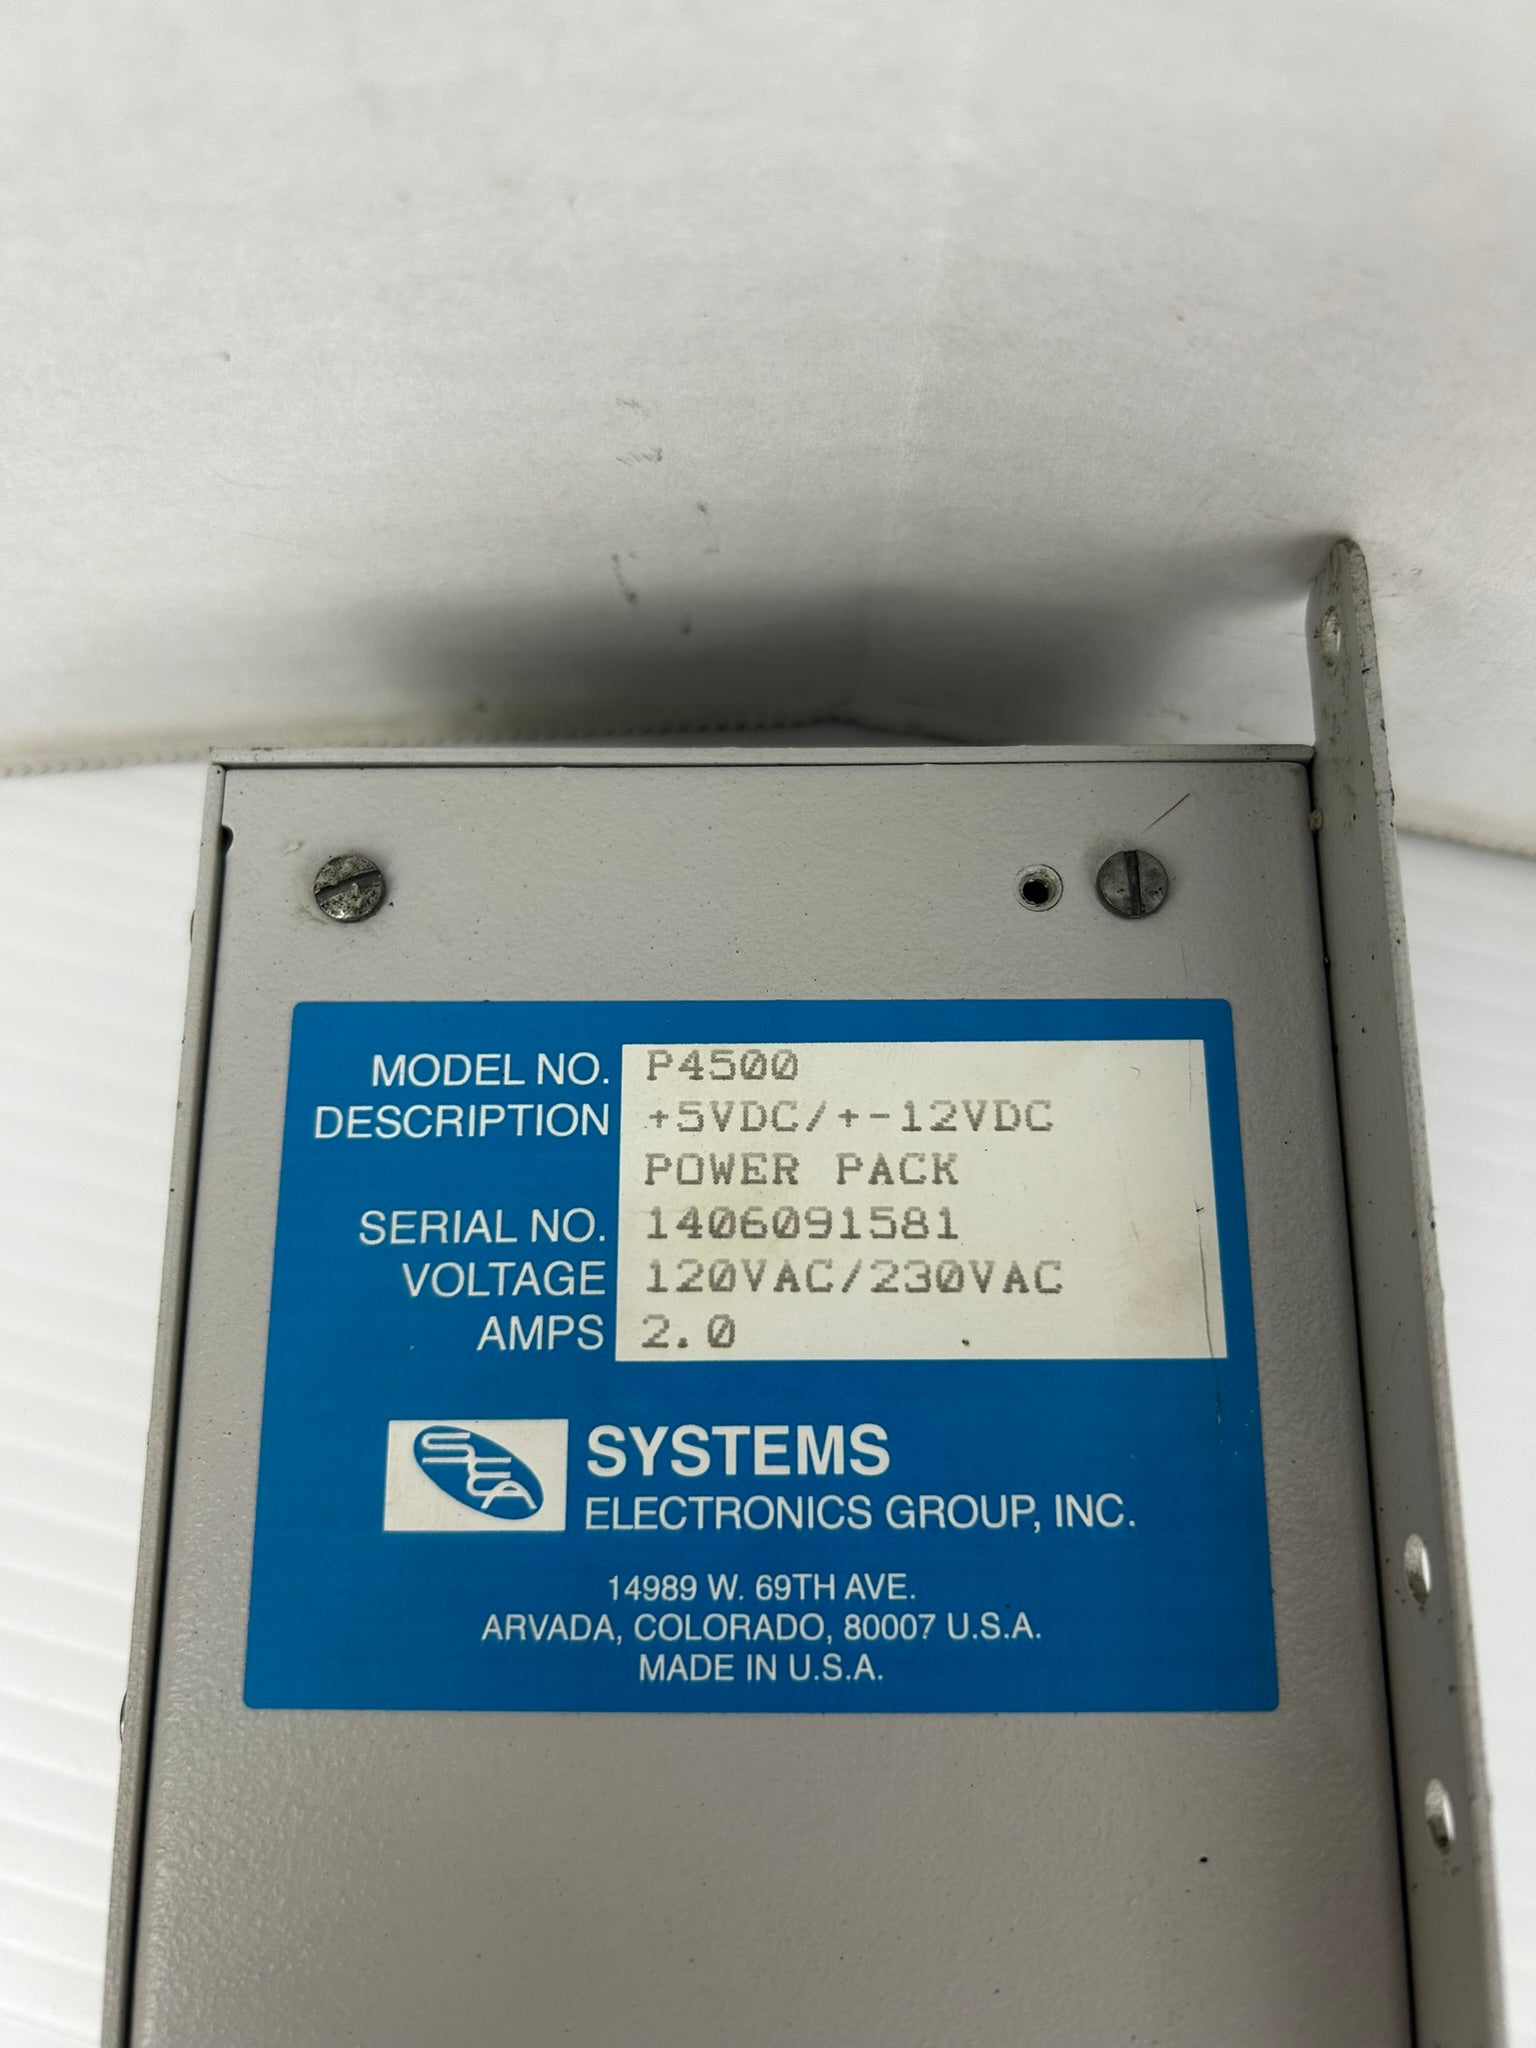 MODEL NO. P4500
DESCRIPTION +5VDC/+-12VDC
POWER PACK
SERIAL NO. 1406091581
VOLTAGE 120VAC/230VAC
AMPS 2.0
SEG SYSTEMS
ELECTRONICS GROUP, INC.
14989 W. 69TH AVE.
ARVADA, COLORADO, 80007 U.S.A.
MADE IN U.S.A.